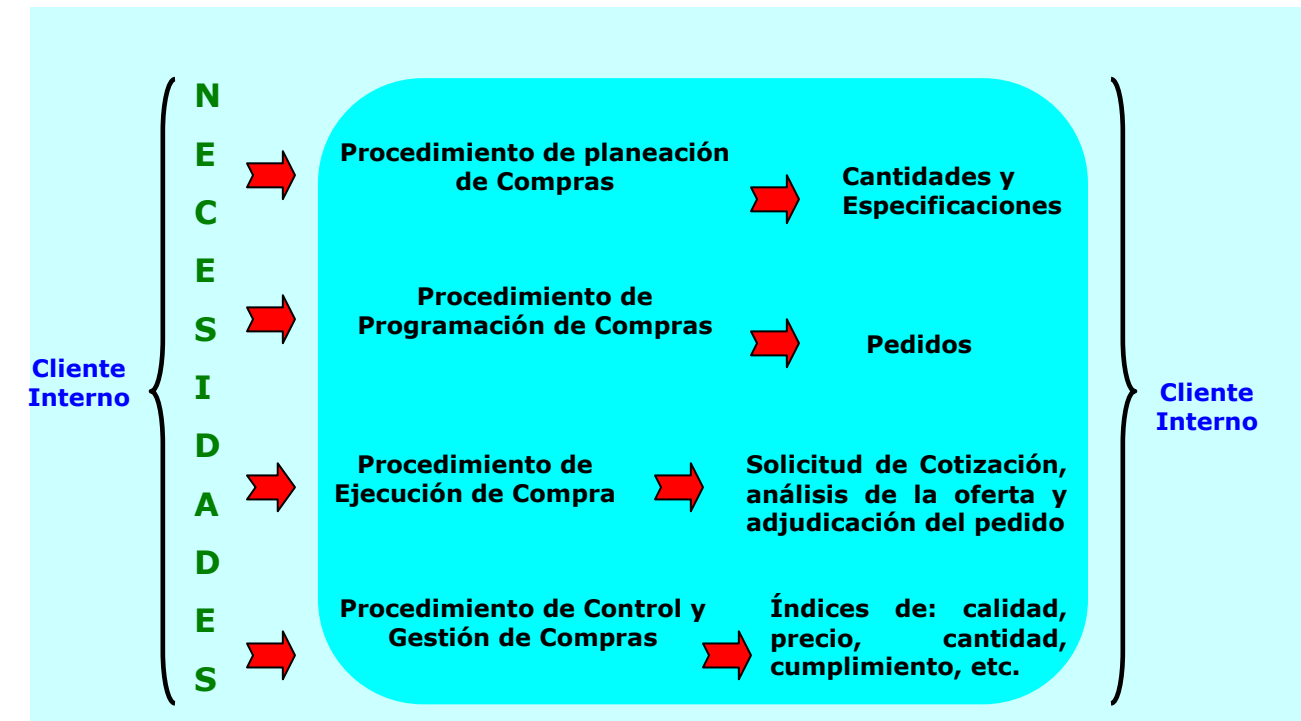 Cliente
Interno
N
E
C
E
S
I
D
A
D
E
S
Procedimiento de planeación
de Compras
Cantidades y
Especificaciones
Procedimiento de
Programación de Compras
Pedidos
Procedimiento de
Ejecución de Compra
Solicitud de Cotización,
análisis de la oferta y
adjudicación del pedido
Procedimiento de Control y
Gestión de Compras
Índices de: calidad,
precio, cantidad,
cumplimiento, etc.
Cliente
Interno